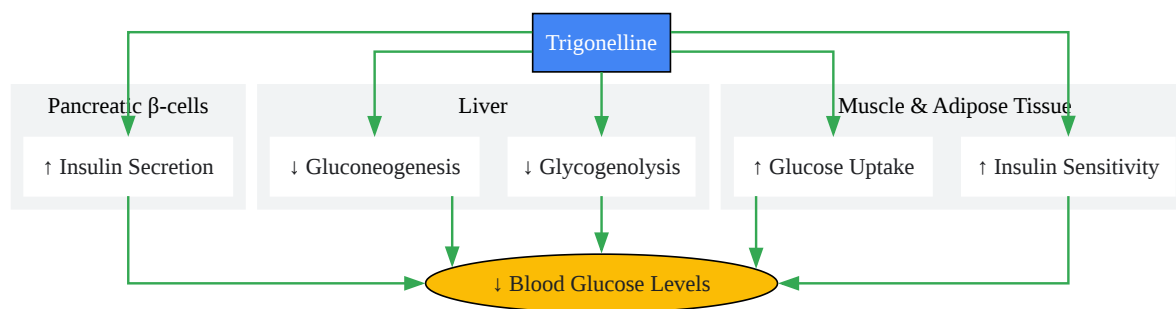 Trigonelline
Pancreatic β-cells
Liver
Muscle & Adipose Tissue
↑ Insulin Secretion
↓ Gluconeogenesis
↓ Glycogenolysis
↑ Glucose Uptake
↑ Insulin Sensitivity
↓ Blood Glucose Levels